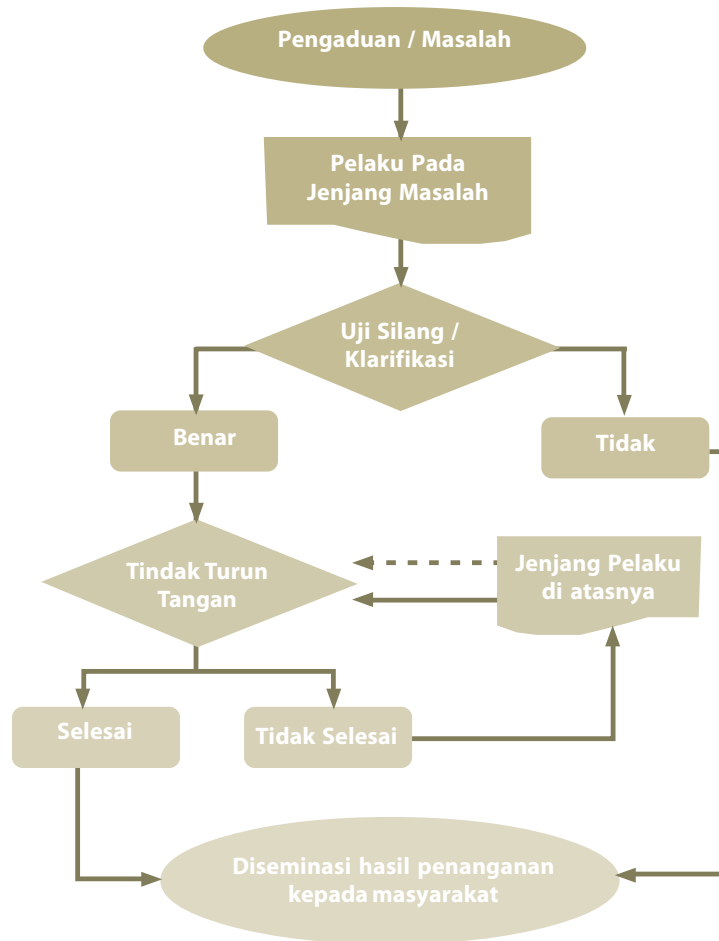 Pengaduan / Masalah
Pelaku Pada
Jenjang Masalah
Uji Silang /
Klarifikasi
Benar
Tidak
Tindak Turun
Tangan
Jenjang Pelaku
di atasnya
Selesai
Tidak Selesai
Diseminasi hasil penanganan
kepada masyarakat